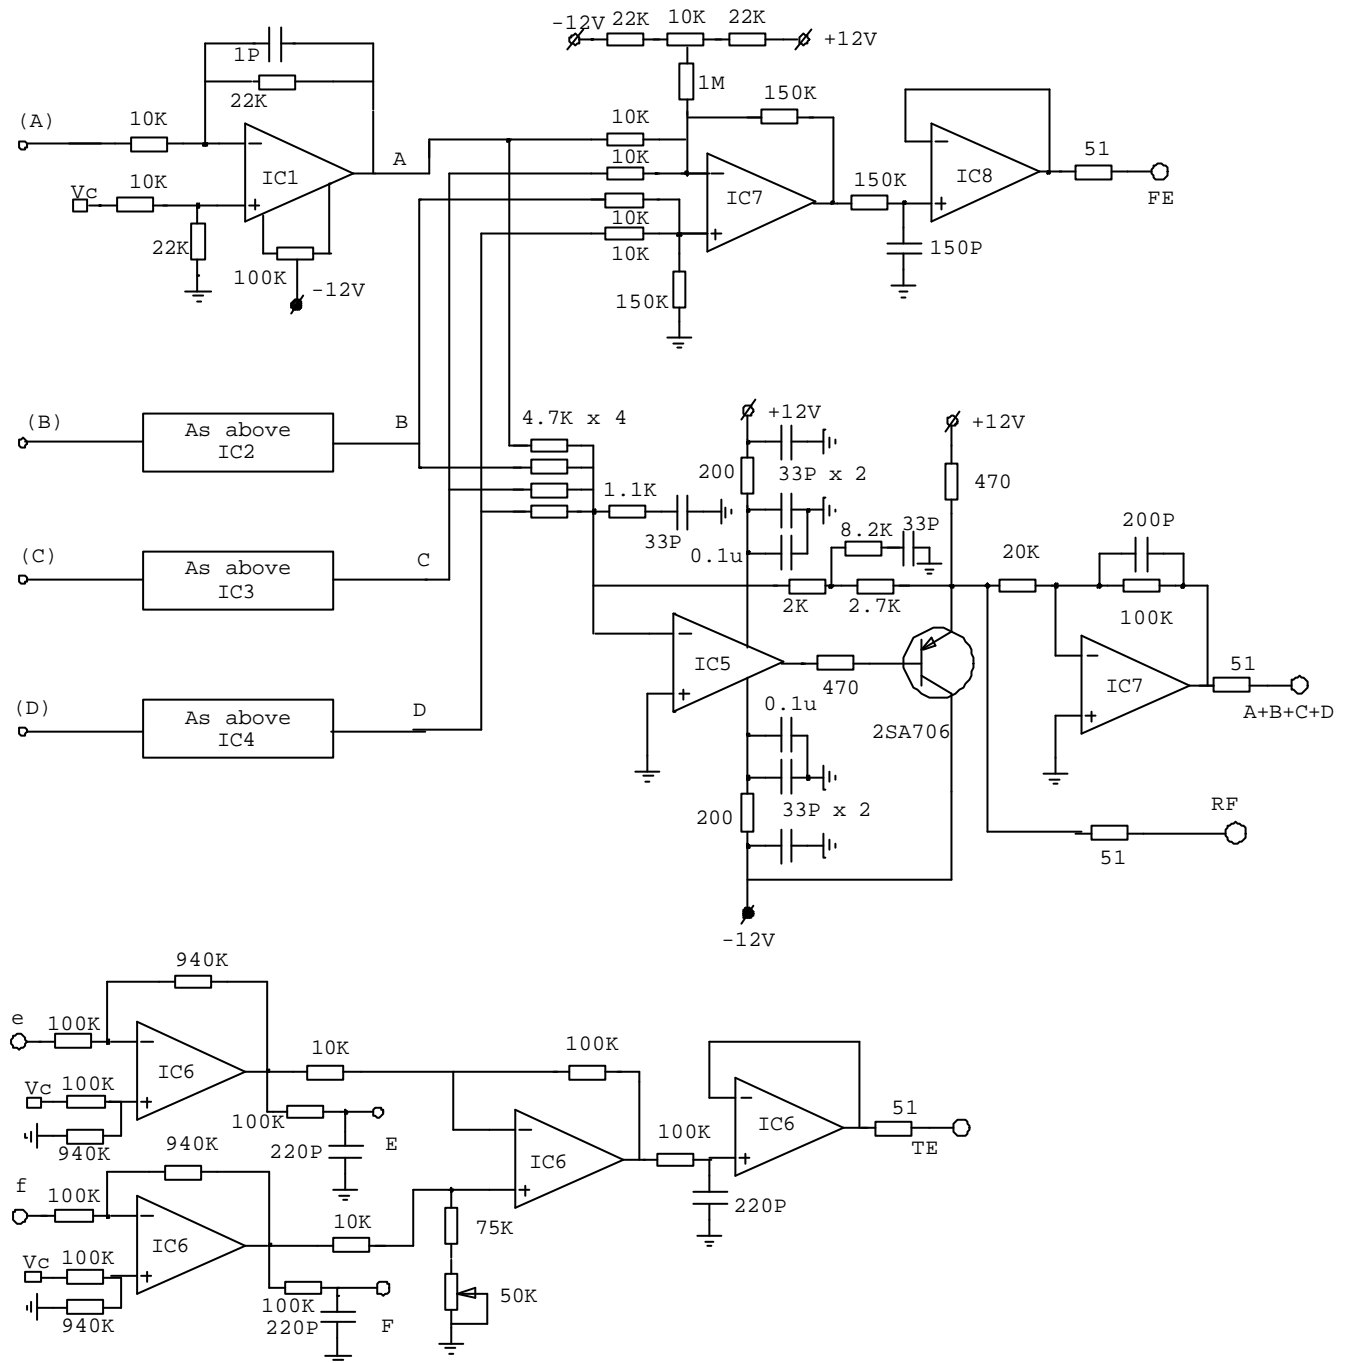 -12V 22K 10K 22K
+12V
1P
1M
22K
150K
(A)
10K
10K
10K
51
A
IC1
IC7
150K
IC8
FE
Vc
10K
10K
10K
22K
100K
-12V
150K
150P
(B)
As above
IC2
B
4.7K x 4
+12V
+12V
200
33P x 2
470
1.1K
33P
0.1u
8.2K
33P
200P
20K
(C)
As above
IC3
C
2K
2.7K
100K
IC5
470
2SA706
IC7
51
A+B+C+D
(D)
As above
IC4
D
0.1u
33P x 2
200
RF
51
-12V
940K
e
100K
IC6
10K
100K
Vc
100K
940K
100K
220P
E
IC6
100K
IC6
51
TE
220P
940K
f
100K
IC6
10K
75K
Vc
100K
940K
100K
220P
F
50K